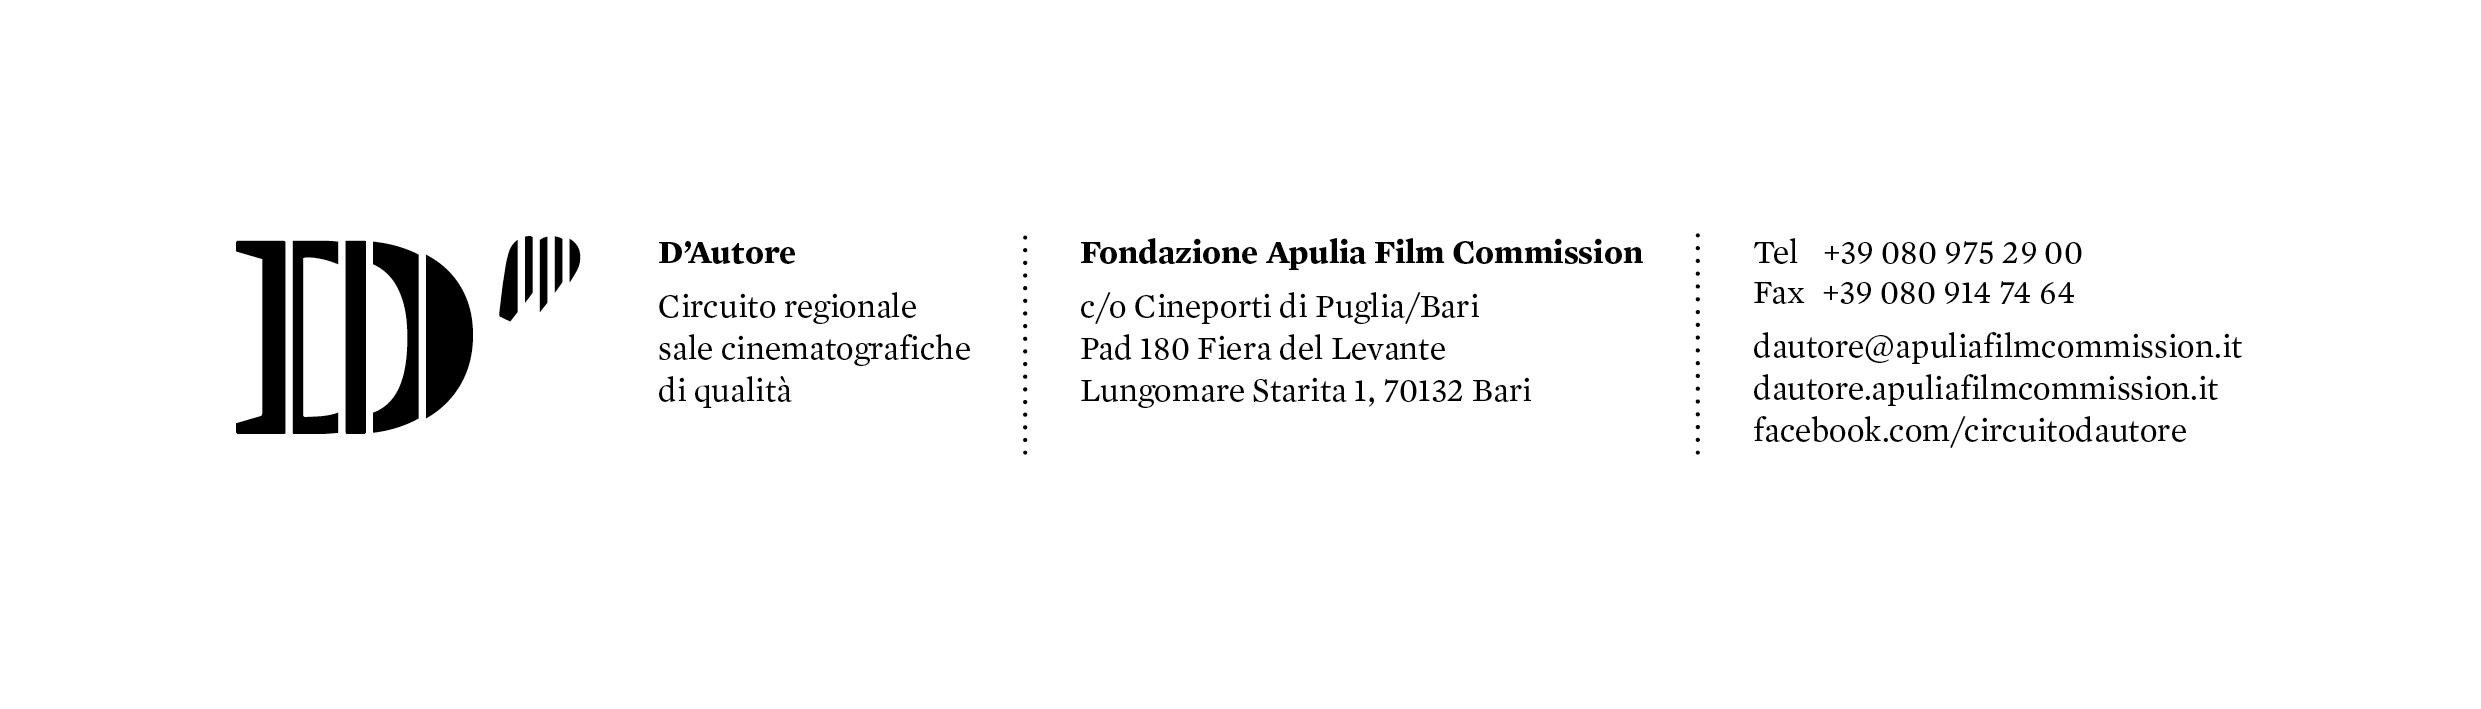 D’
D’Autore
Circuito regionale
sale cinematografiche
di qualità
Fondazione Apulia Film Commission
c/o Cineporti di Puglia/Bari
Pad 180 Fiera del Levante
Lungomare Starita 1, 70132 Bari
Tel +39 080 975 29 00
Fax +39 080 914 74 64
dautore@apuliafilmcommission.it
dautore.apuliafilmcommission.it
facebook.com/circuitodautore